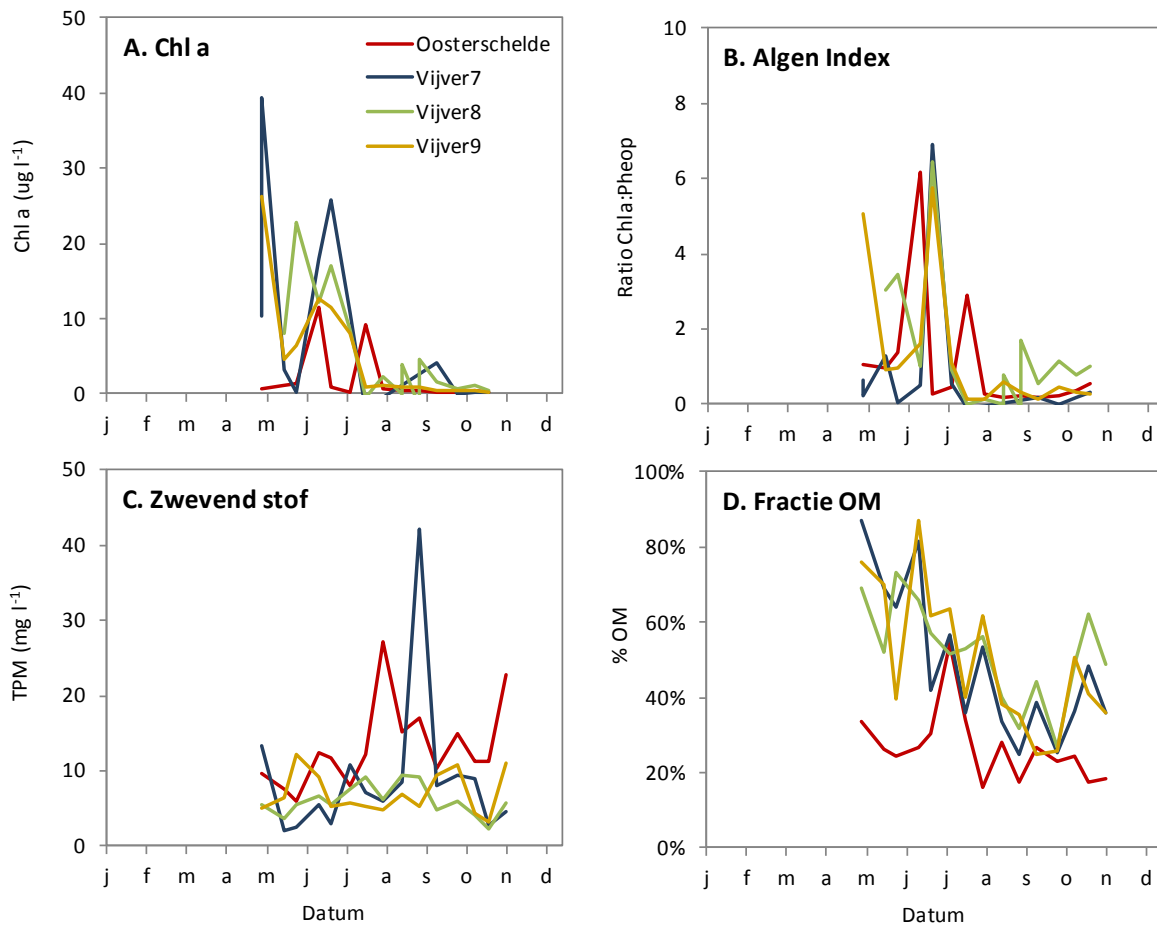 A. Chl a
Oosterschelde
Vijver7
Vijver8
Vijver9
Chl a (ug l-1)
50
40
30
20
10
0
j f m a m j j a s o n d
B. Algen Index
Ratio Chla:Pheop
10
8
6
4
2
0
j f m a m j j a s o n d
C. Zwevend stof
TPM (mg l-1)
50
40
30
20
10
0
j f m a m j j a s o n d
Datum
D. Fractie OM
% OM
100%
80%
60%
40%
20%
0%
j f m a m j j a s o n d
Datum